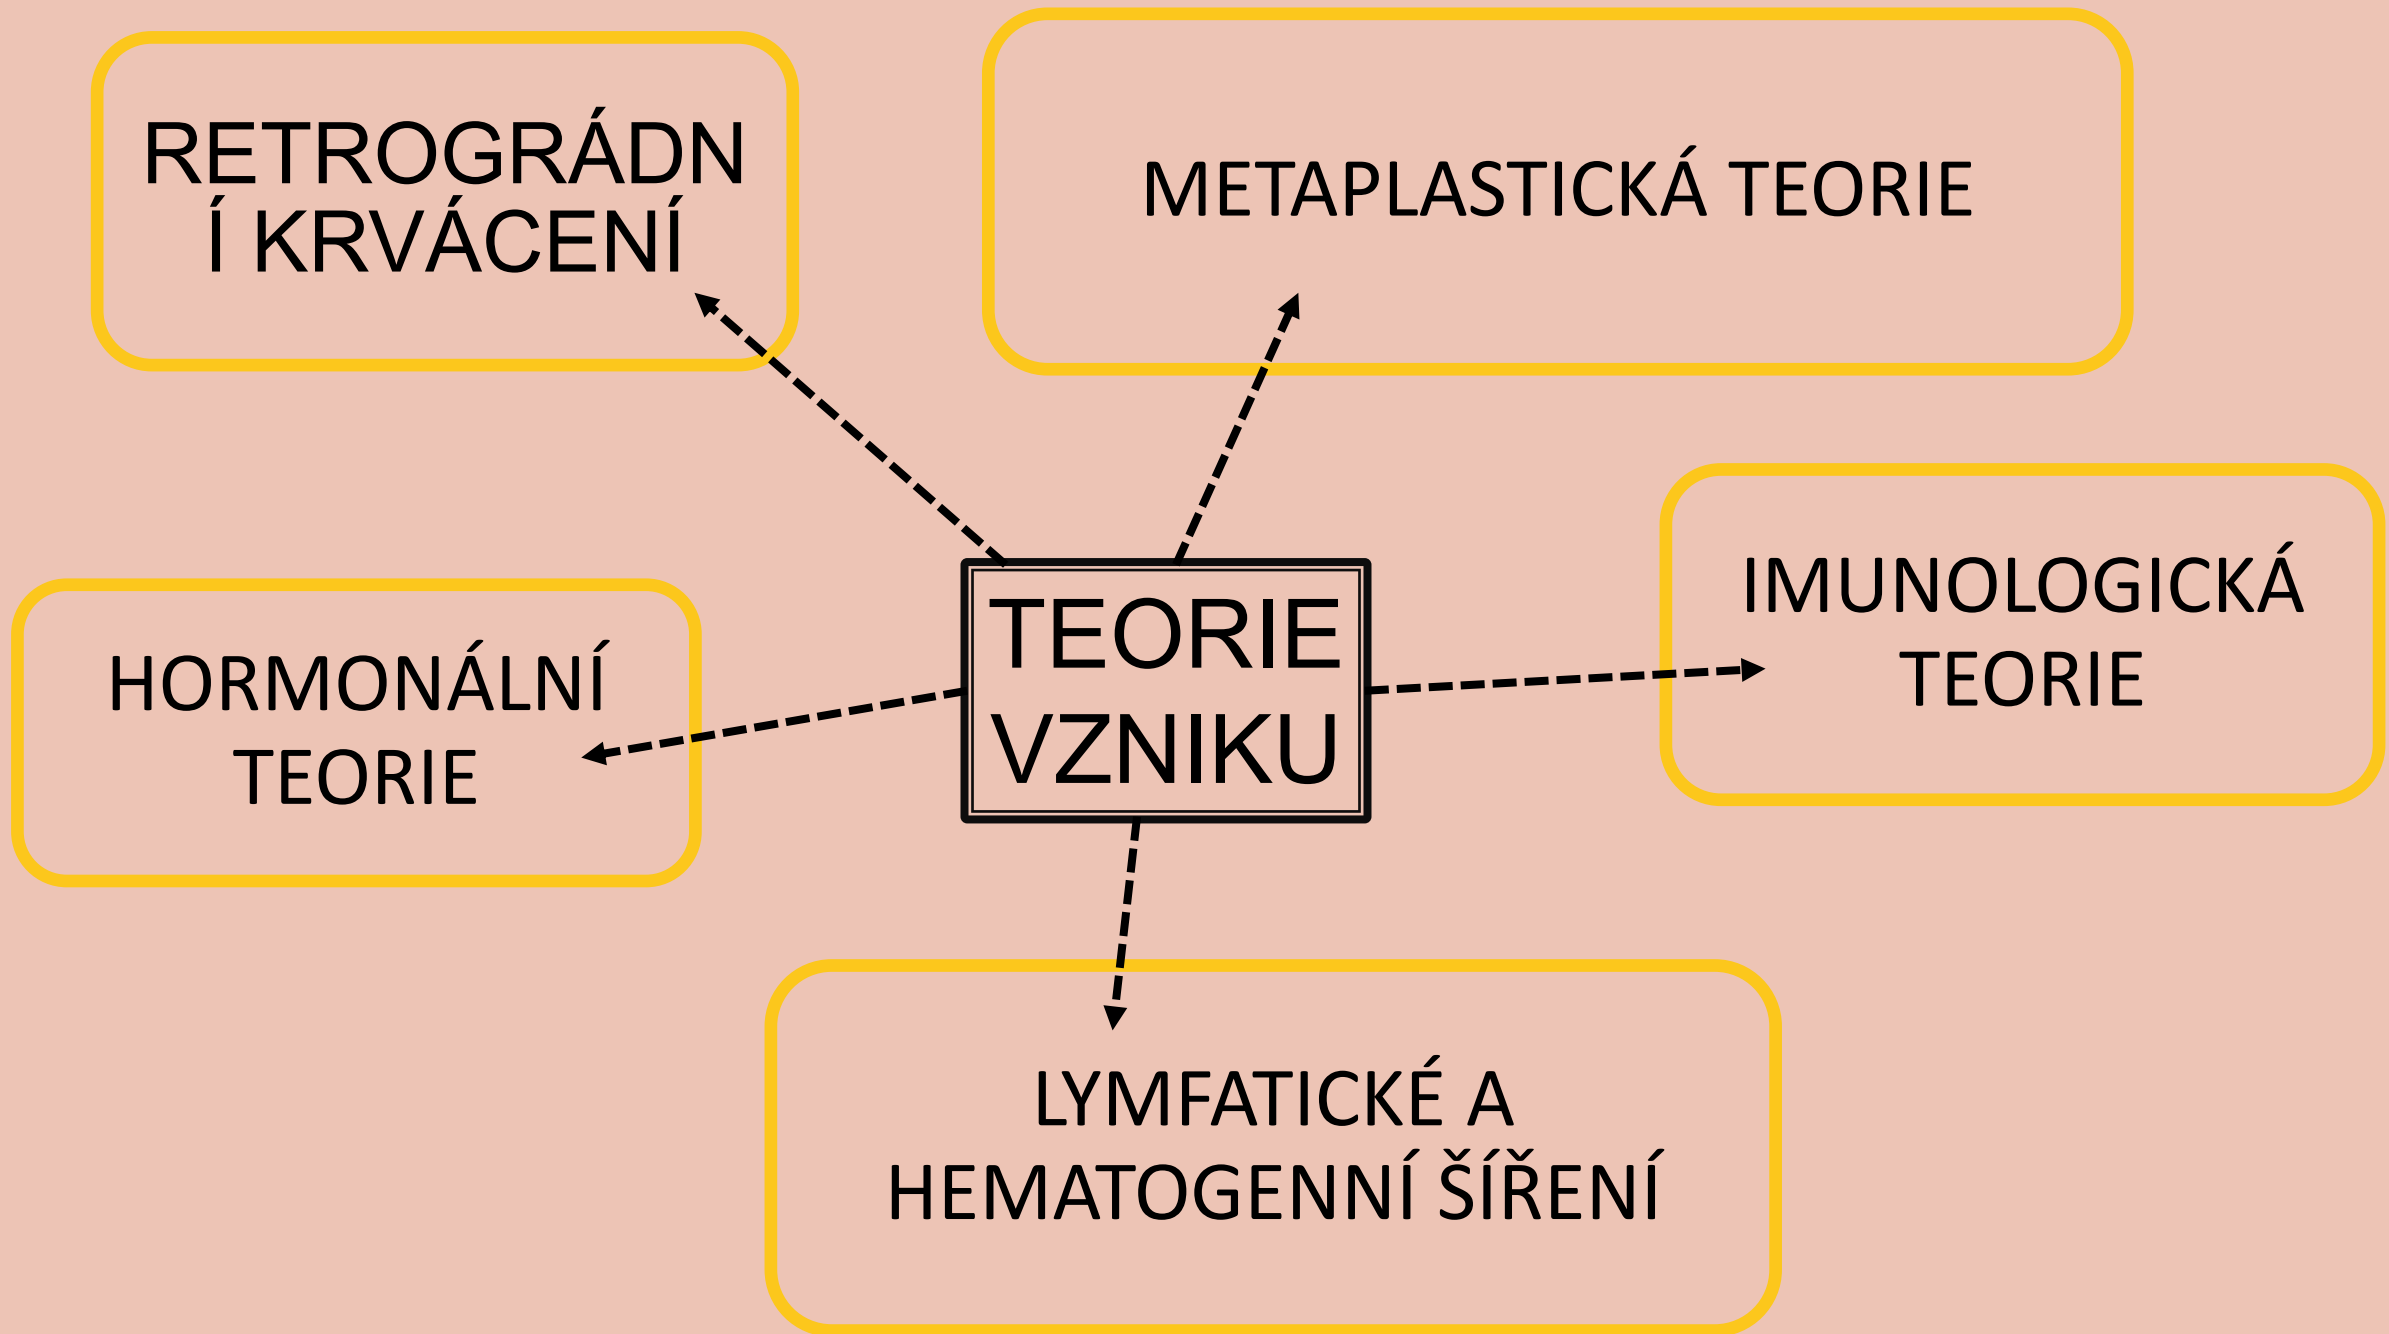 RETROGRÁDN
Í KRVÁCENÍ
METAPLASTICKÁ TEORIE
IMUNOLOGICKÁ
TEORIE
TEORIE
VZNIKU
HORMONÁLNÍ
TEORIE
LYMFATICKÉ A
HEMATOGENNÍ ŠÍŘENÍ